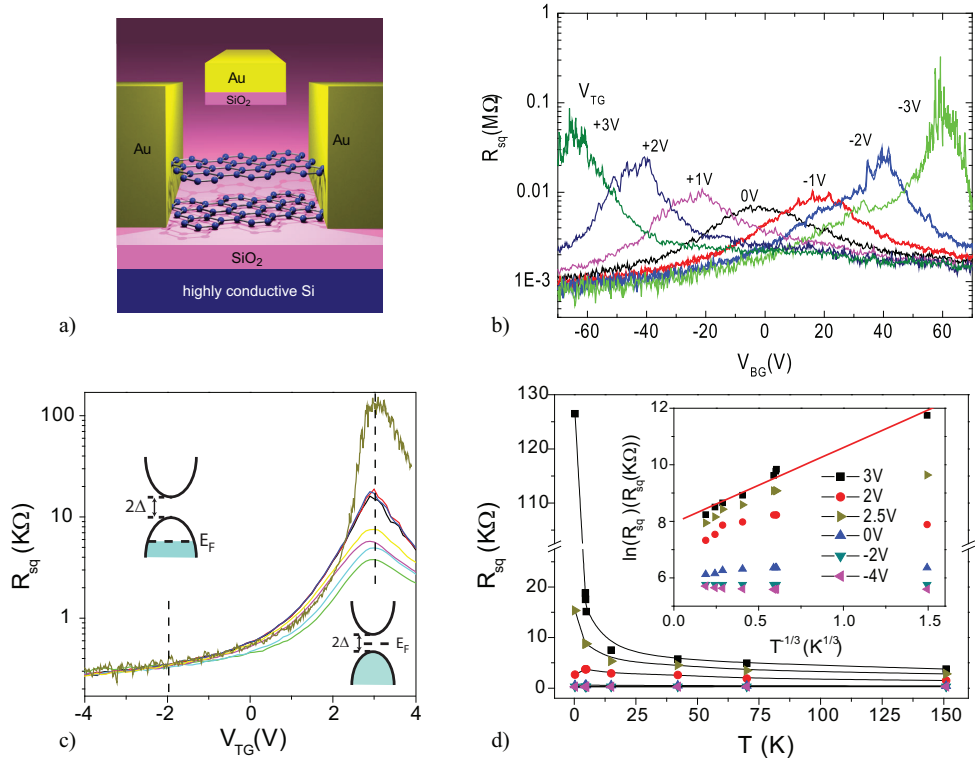 a)
Au
SiO2
Au
Au
SiO2
highly conductive Si
b)
Rsq(MΩ)
1
0.1
0.01
1E-3
VTG
+3V
+2V
+1V
0V
-1V
-2V
-3V
-60
-40
-20
0
20
40
60
VBG(V)
c)
Rsq (KΩ)
100
10
1
2Δ
EF
2Δ
EF
-4
-2
0
2
4
VTG(V)
d)
Rsq (KΩ)
130
125
120
115
20
15
10
5
0
0
25
50
75
100
125
150
T (K)
ln(Rsq)(Rsq(KΩ))
12
10
8
6
0.0
0.5
1.0
1.5
T1/3 (K1/3)
3V
2V
2.5V
0V
-2V
-4V